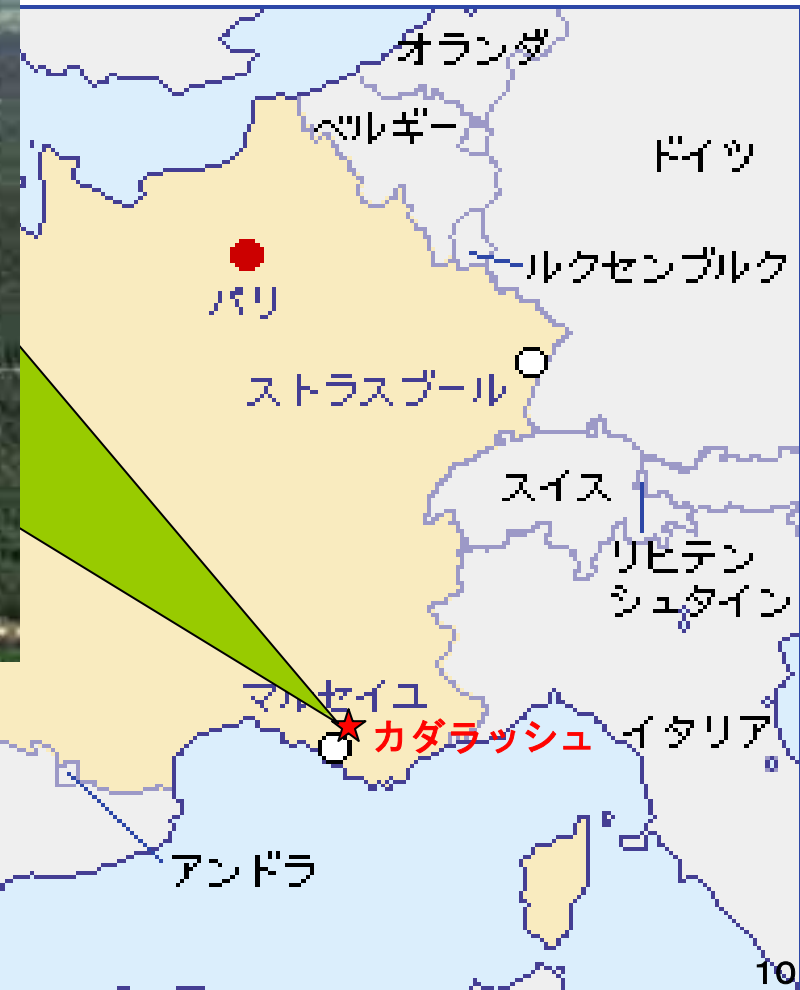 オランダ
ベルギー
ドイツ
ルクセンブルク
パリ
ストラスブール
スイス
リヒテン
シュタイン
マルセイユ
カダラッシュ
イタリア
アンドラ
10